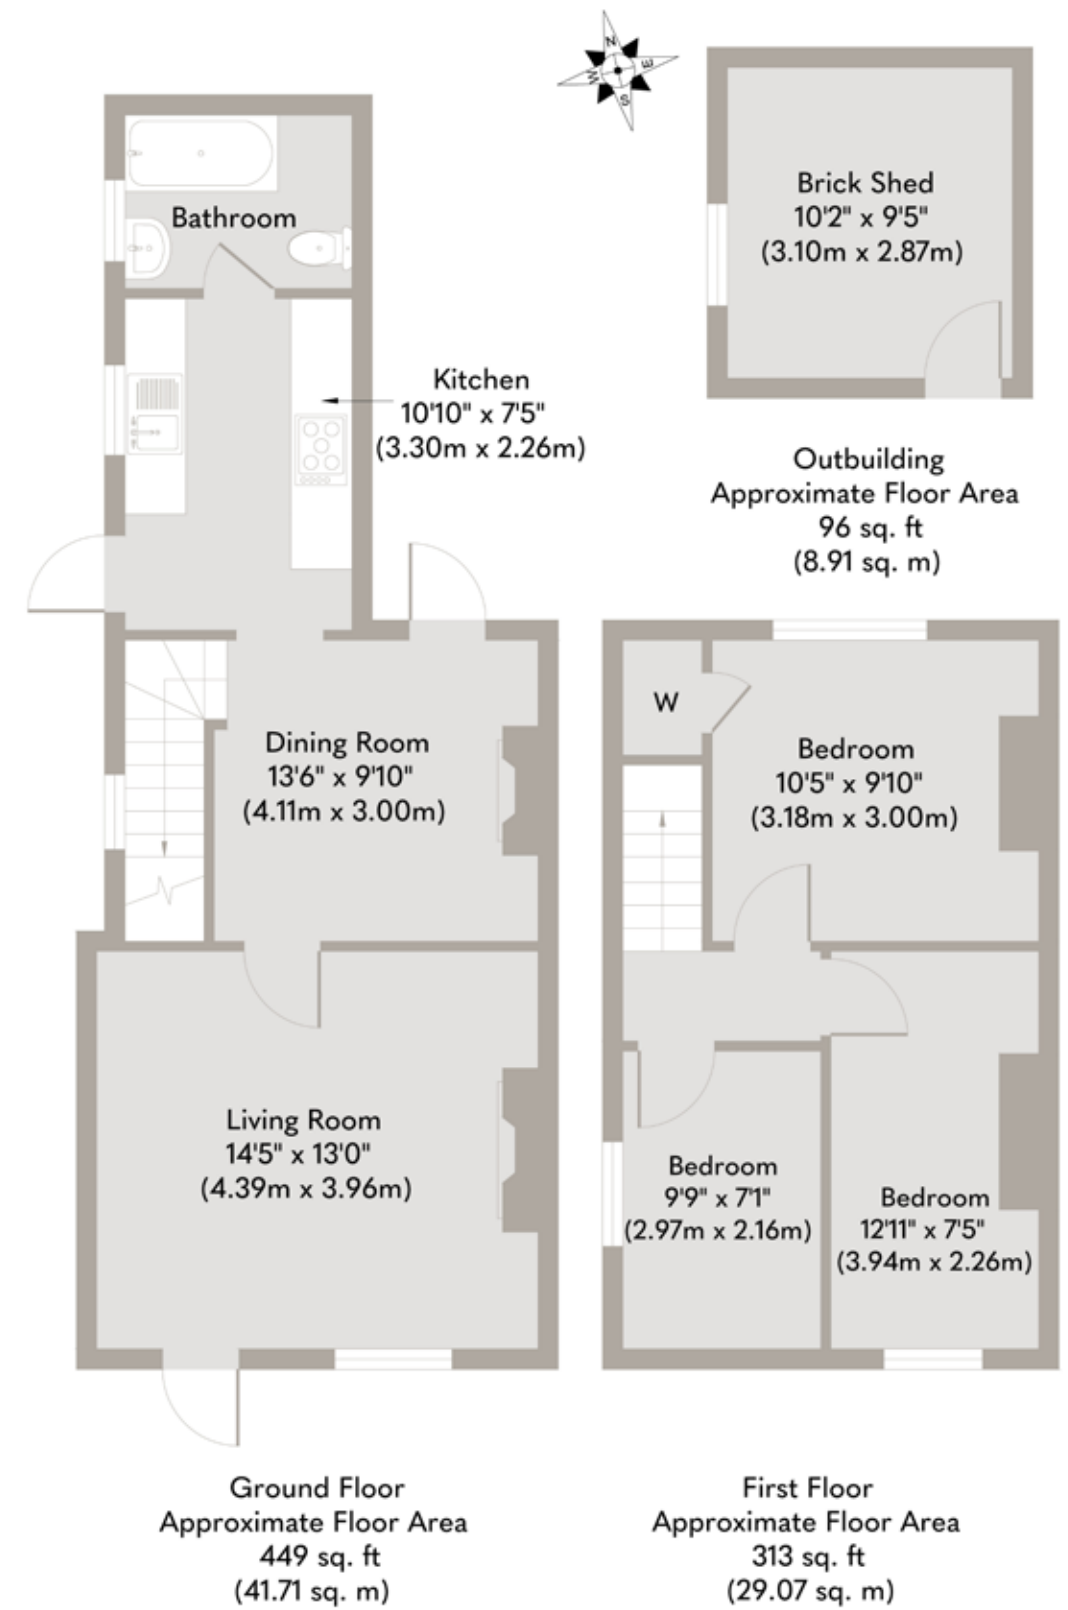 N
E
W
S
Brick Shed
10'2" x 9'5"
(3.10m x 2.87m)
Bathroom
Kitchen
10'10" x 7'5"
(3.30m x 2.26m)
Outbuilding
Approximate Floor Area
96 sq. ft
(8.91 sq. m)
Dining Room
13'6" x 9'10"
(4.11m x 3.00m)
W
Bedroom
10'5" x 9'10"
(3.18m x 3.00m)
Living Room
14'5" x 13'0"
(4.39m x 3.96m)
Bedroom
9'9" x 7'1"
(2.97m x 2.16m)
Bedroom
12'11" x 7'5"
(3.94m x 2.26m)
Ground Floor
Approximate Floor Area
449 sq. ft
(41.71 sq. m)
First Floor
Approximate Floor Area
313 sq. ft
(29.07 sq. m)